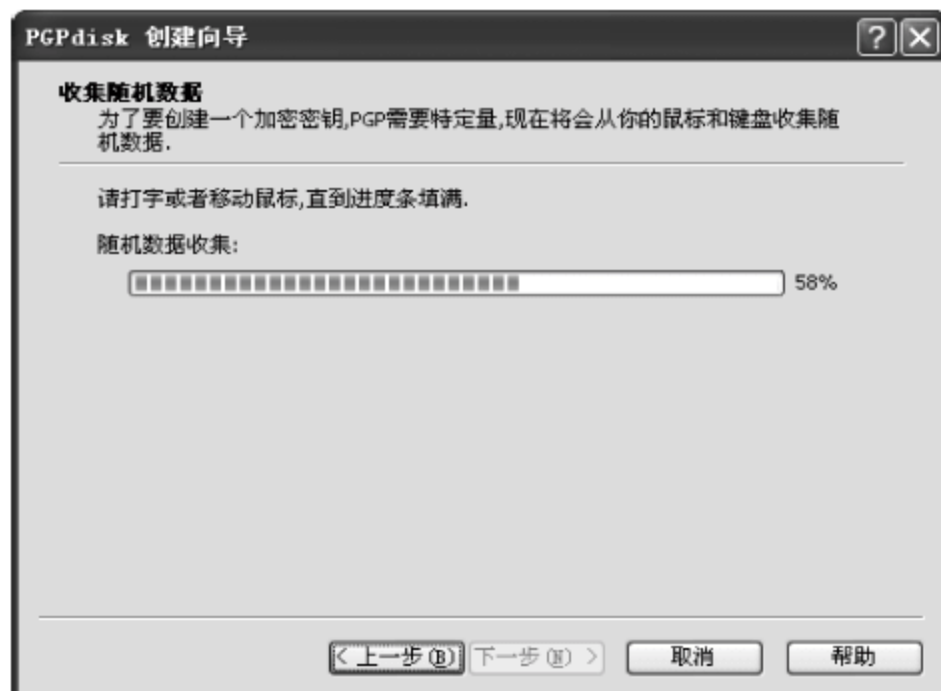 PGPdisk 创建向导
收集随机数据
为了要创建一个加密密钥,PGP需要特定量,现在将会从你的鼠标和键盘收集随
机数据.
请打字或者移动鼠标,直到进度条填满.
随机数据收集:
58%
< 上一步(B) 下一步(N) > 取消 帮助